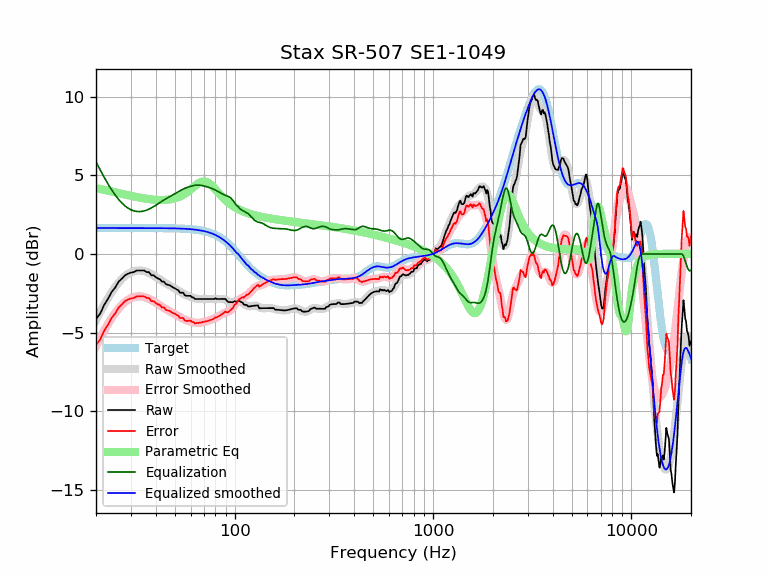 Stax SR-507 SE1-1049
Amplitude (dBr)
10
5
0
−5
−10
−15
Target
Raw Smoothed
Error Smoothed
Raw
Error
Parametric Eq
Equalization
Equalized smoothed
100
1000
10000
Frequency (Hz)